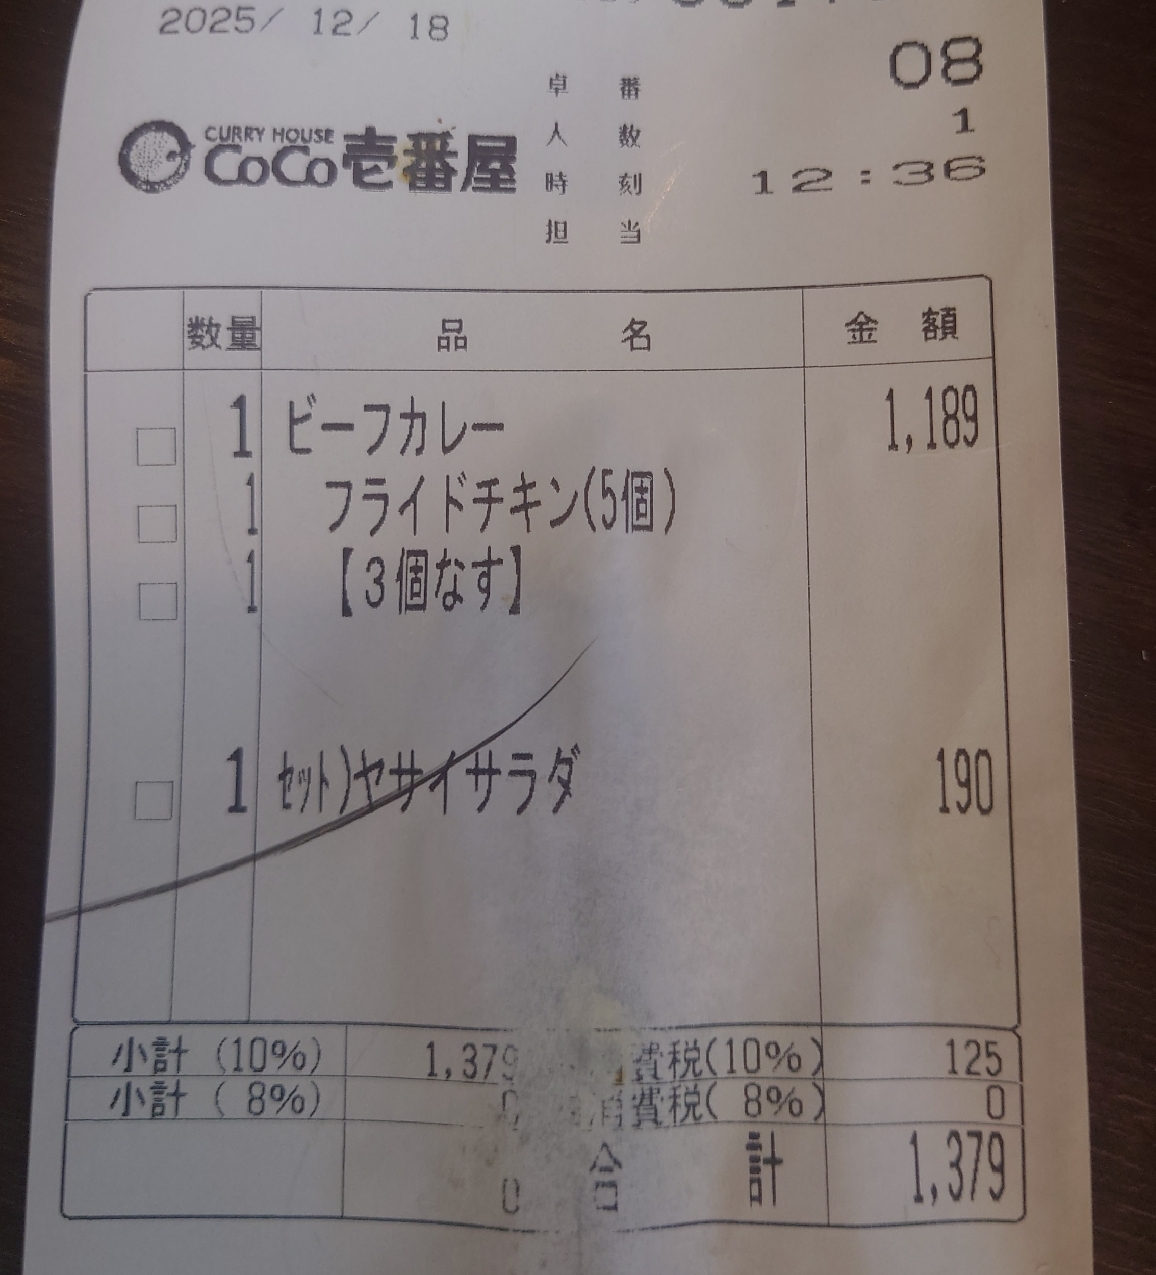 2025/ 12/ 18
卓 番 08
人 数 1
時 刻 12:36
担 当
CURRY HOUSE
CoCo壱番屋
数量 品 名 金 額
1 ビーフカレー 1,189
1 フライドチキン(5個)
1 【3個なす】
1 セット)ヤサイサラダ 190
小計 (10%) 1,379 費税(10%) 125
小計 ( 8%) 0 消費税( 8%) 0
0 合 計 1,379